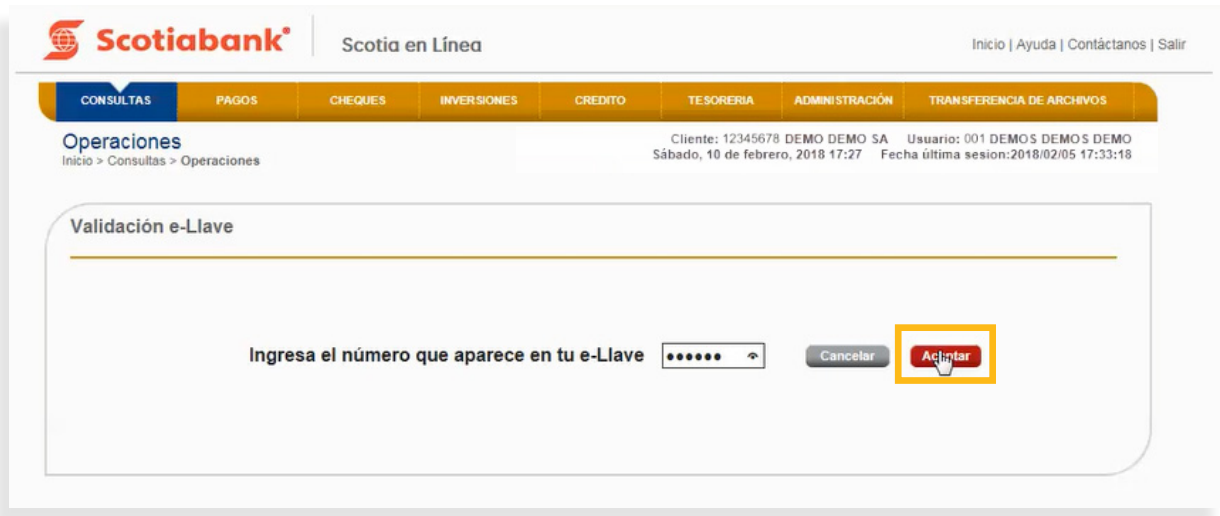 Scotiabank®
Scotia en Línea
Inicio | Ayuda | Contáctanos | Salir
CONSULTAS PAGOS CHEQUES INVERSIONES CREDITO TESORERIA ADMINISTRACIÓN TRANSFERENCIA DE ARCHIVOS
Operaciones
Cliente: 12345678 DEMO DEMO SA Usuario: 001 DEMOS DEMOS DEMO
Inicio > Consultas > Operaciones
Sábado, 10 de febrero, 2018 17:27 Fecha última sesion:2018/02/05 17:33:18
Validación e-Llave
Ingresa el número que aparece en tu e-Llave •••••• Cancelar Aceptar